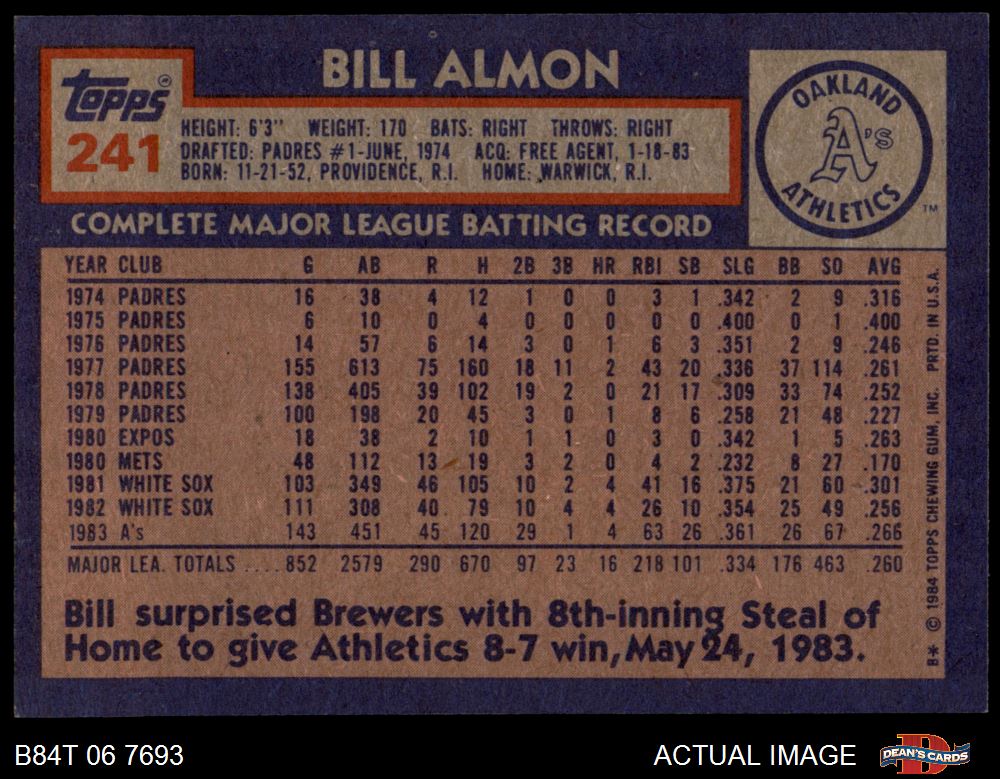 BILL ALMON
Topps®
241
HEIGHT: 6'3" WEIGHT: 170 BATS: RIGHT THROWS: RIGHT
DRAFTED: PADRES #1-JUNE, 1974 ACQ: FREE AGENT, 1-18-83
BORN: 11-21-52, PROVIDENCE, R.I. HOME: WARWICK, R.I.
OAKLAND
A's
ATHLETICS
TM
COMPLETE MAJOR LEAGUE BATTING RECORD
YEAR CLUB G AB R H 2B 3B HR RBI SB SLG BB SO AVG
1974 PADRES 16 38 4 12 1 0 0 3 1 .342 2 9 .316
1975 PADRES 6 10 0 4 0 0 0 0 0 .400 0 1 .400
1976 PADRES 14 57 6 14 3 0 1 6 3 .351 2 9 .246
1977 PADRES 155 613 75 160 18 11 2 43 20 .336 37 114 .261
1978 PADRES 138 405 39 102 19 2 0 21 17 .309 33 74 .252
1979 PADRES 100 198 20 45 3 0 1 8 6 .258 21 48 .227
1980 EXPOS 18 38 2 10 1 1 0 3 0 .342 1 5 .263
1980 METS 48 112 13 19 3 2 0 4 2 .232 8 27 .170
1981 WHITE SOX 103 349 46 105 10 2 4 41 16 .375 21 60 .301
1982 WHITE SOX 111 308 40 79 10 4 4 26 10 .354 25 49 .256
1983 A's 143 451 45 120 29 1 4 63 26 .361 26 67 .266
MAJOR LEA. TOTALS .... 852 2579 290 670 97 23 16 218 101 .334 176 463 .260
Bill surprised Brewers with 8th-inning Steal of
Home to give Athletics 8-7 win, May 24, 1983.
B* © 1984 TOPPS CHEWING GUM, INC. PRTD. IN U.S.A.
B84T 06 7693
ACTUAL IMAGE
D
DEAN'S CARDS